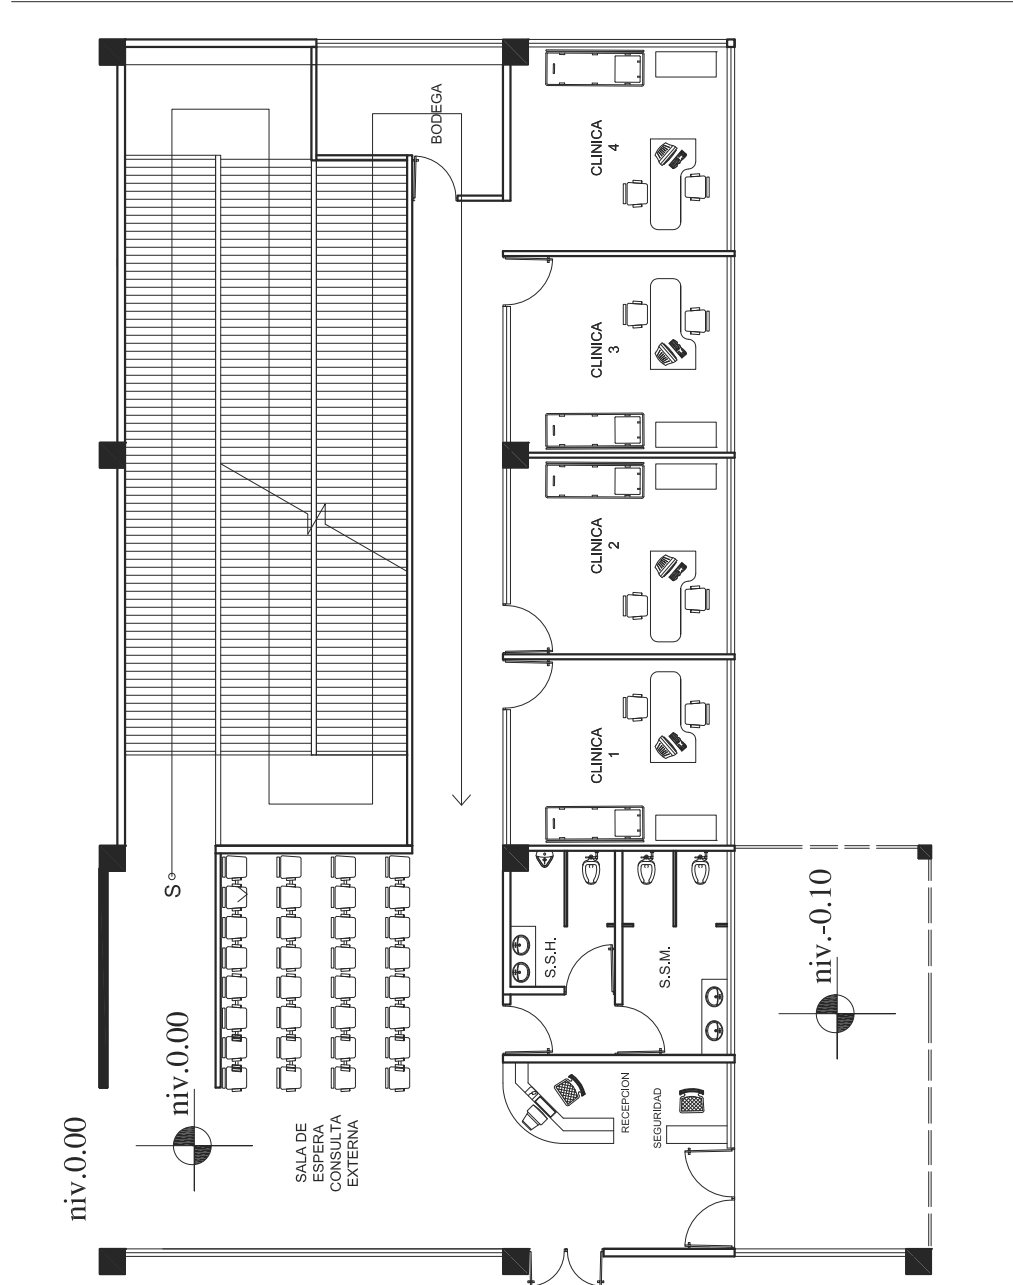 BODEGA
CLINICA
4
CLINICA
3
CLINICA
2
CLINICA
1
S
S.S.H.
S.S.M.
niv.-0.10
niv.0.00
niv.0.00
SALA DE
ESPERA
CONSULTA
EXTERNA
RECEPCION
SEGURIDAD